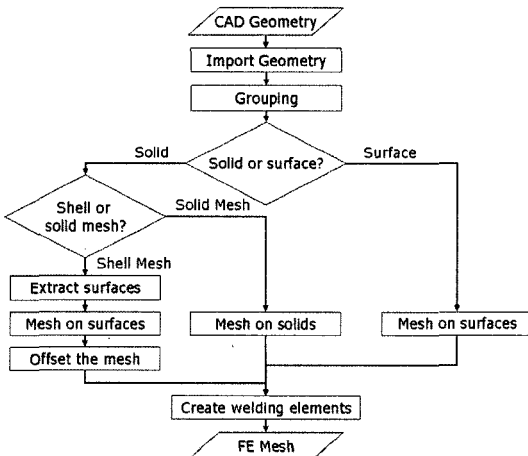 CAD Geometry
Import Geometry
Grouping
Solid
Solid or surface?
Surface
Shell or
solid mesh?
Solid Mesh
Shell Mesh
Extract surfaces
Mesh on surfaces
Mesh on solids
Mesh on surfaces
Offset the mesh
Create welding elements
FE Mesh